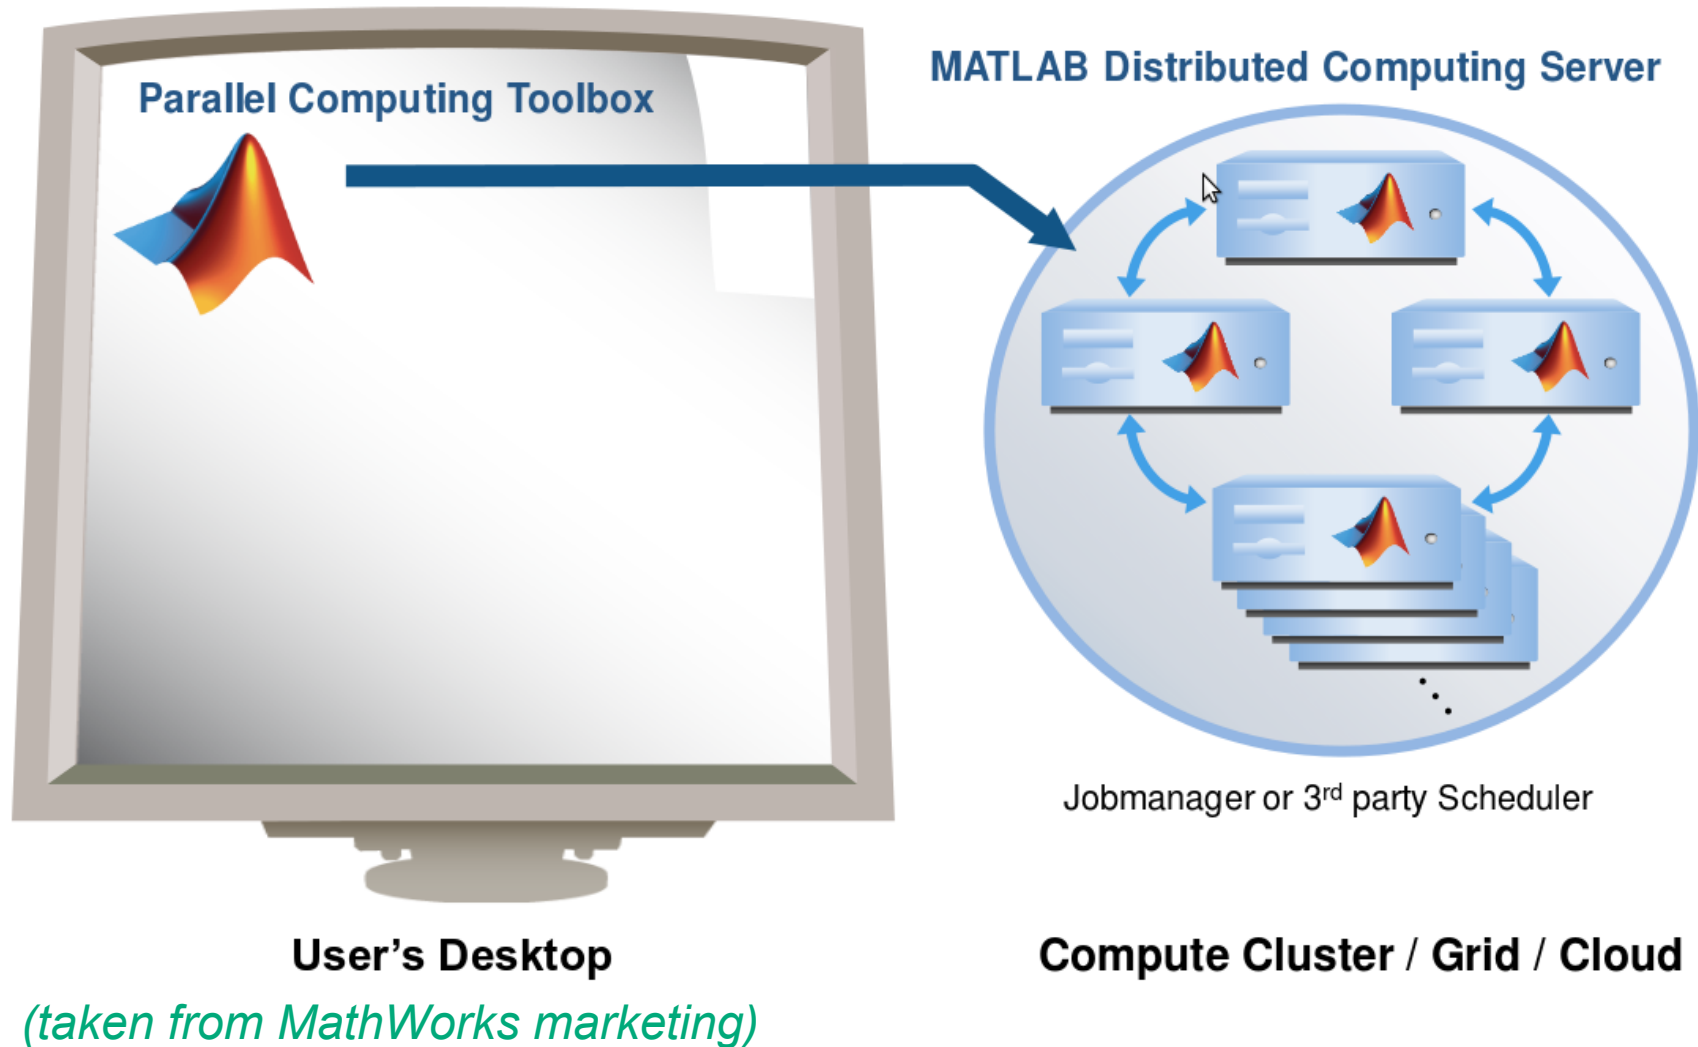 Parallel Computing Toolbox
MATLAB Distributed Computing Server
Jobmanager or 3rd party Scheduler
User’s Desktop
Compute Cluster / Grid / Cloud
(taken from MathWorks marketing)